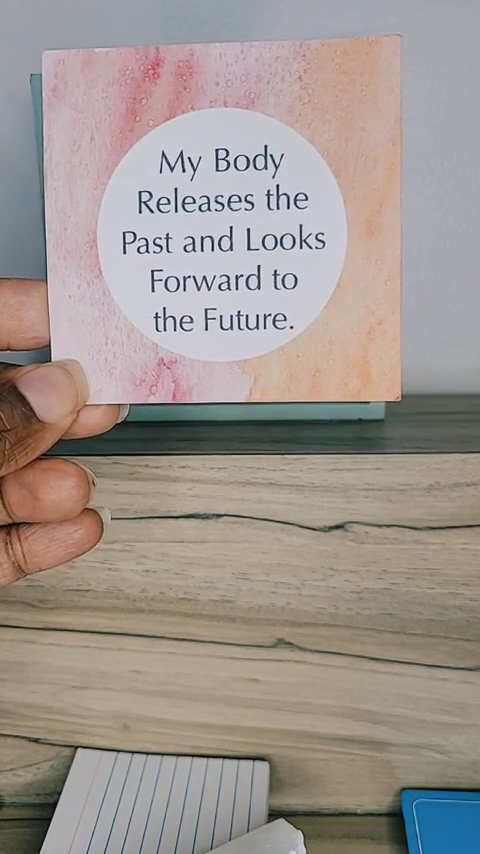 My Body
Releases the
Past and Looks
Forward to
the Future.